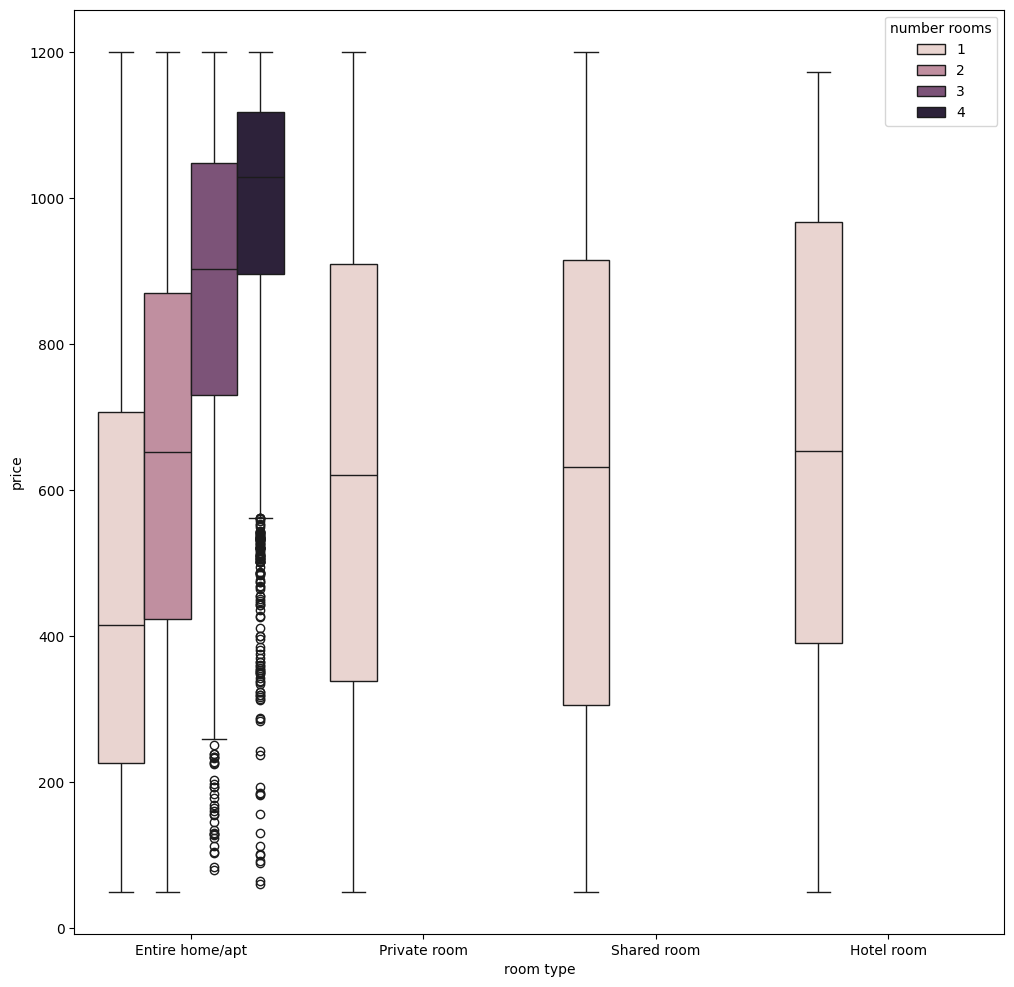 number rooms
1
2
3
4
1200
1000
800
600
400
200
0
price
Entire home/apt
Private room
Shared room
Hotel room
room type